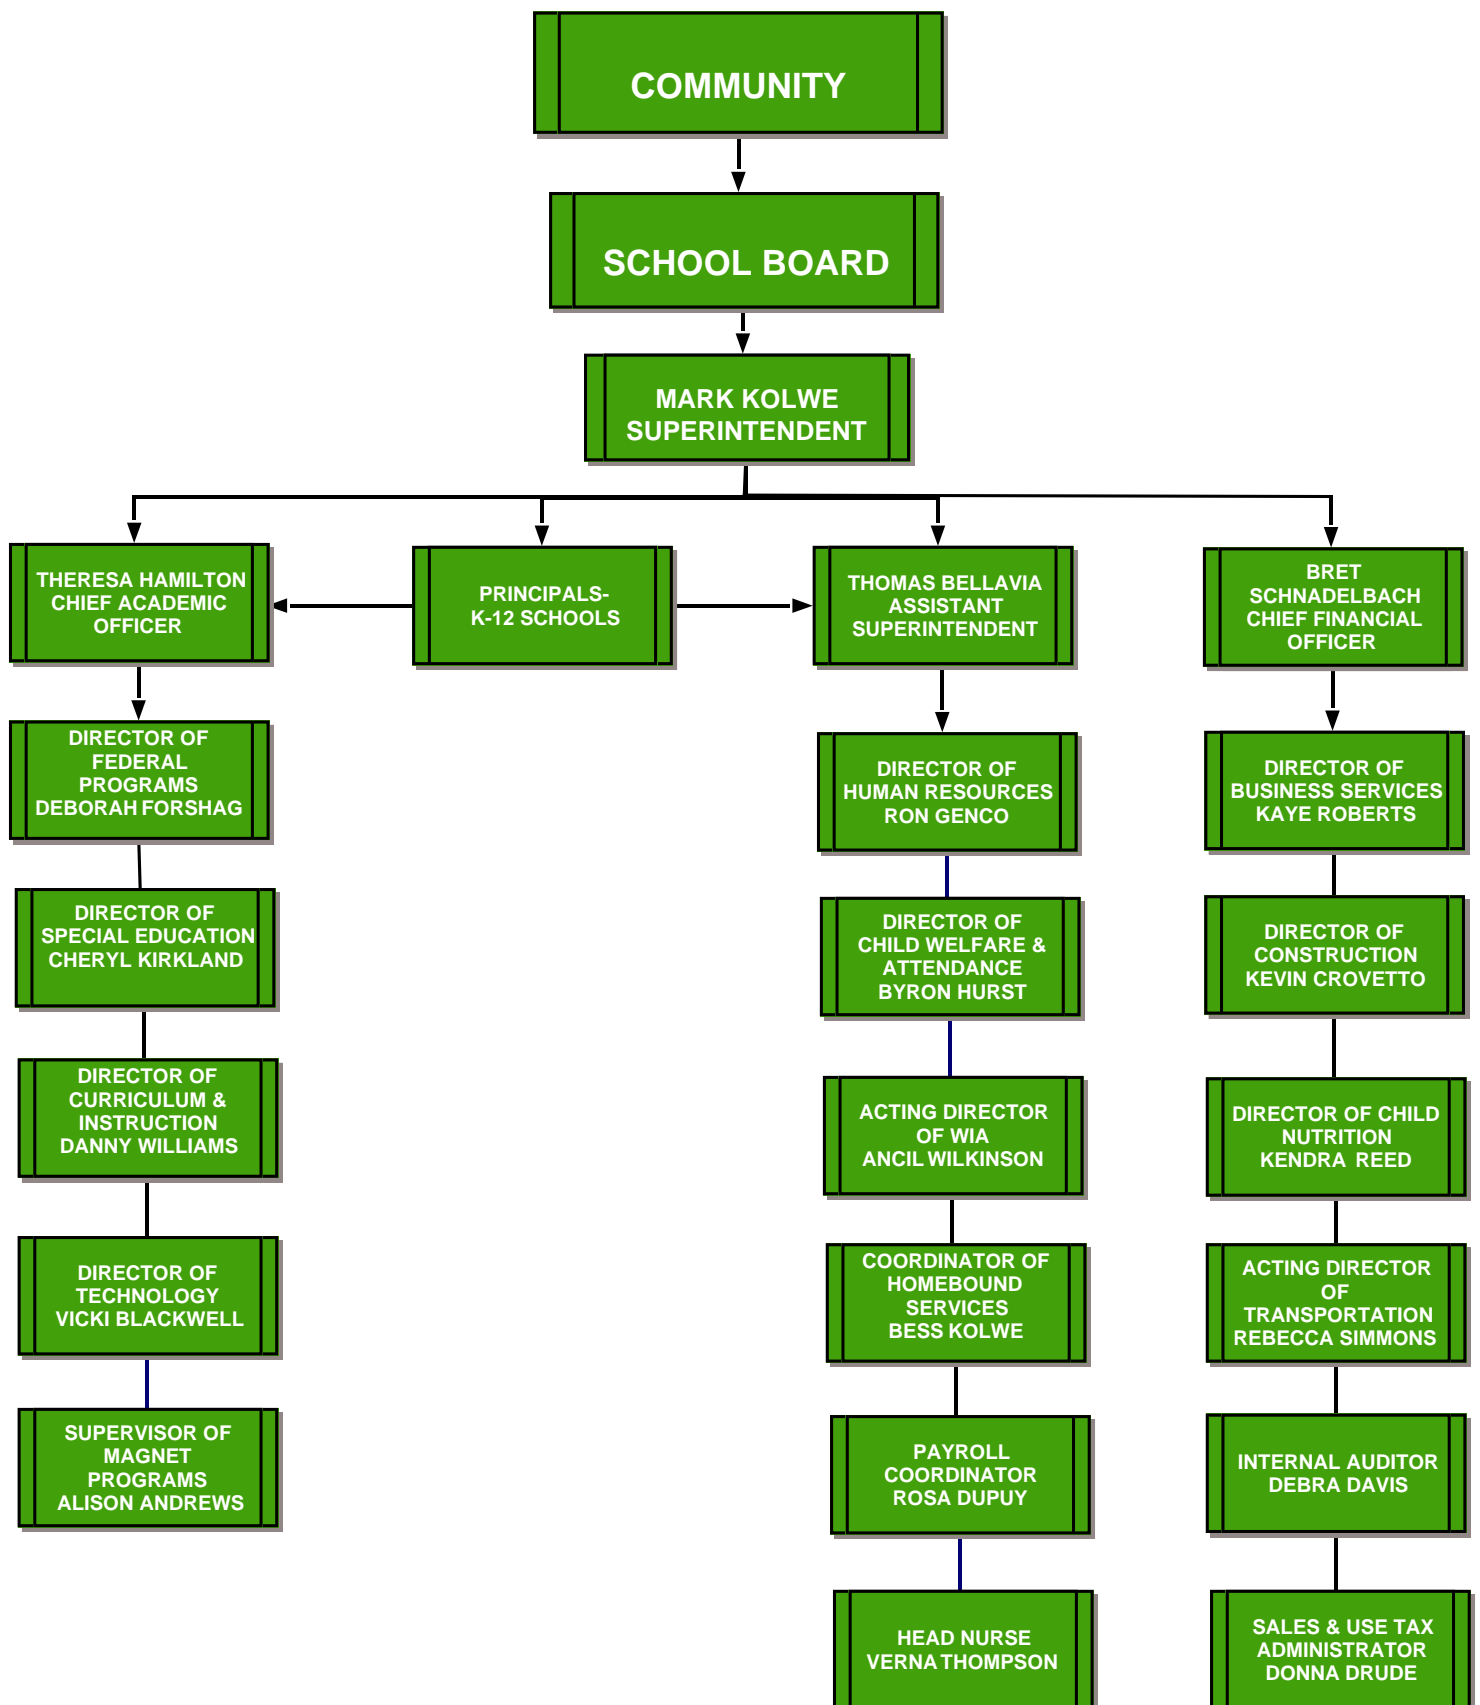 COMMUNITY
SCHOOL BOARD
MARK KOLWE
SUPERINTENDENT
THERESA HAMILTON
CHIEF ACADEMIC
OFFICER
PRINCIPALS-
K-12 SCHOOLS
THOMAS BELLAVIA
ASSISTANT
SUPERINTENDENT
BRET
SCHNADELBACH
CHIEF FINANCIAL
OFFICER
DIRECTOR OF
FEDERAL
PROGRAMS
DEBORAH FORSHAG
DIRECTOR OF
SPECIAL EDUCATION
CHERYL KIRKLAND
DIRECTOR OF
CURRICULUM &
INSTRUCTION
DANNY WILLIAMS
DIRECTOR OF
TECHNOLOGY
VICKI BLACKWELL
SUPERVISOR OF
MAGNET
PROGRAMS
ALISON ANDREWS
DIRECTOR OF
HUMAN RESOURCES
RON GENCO
DIRECTOR OF
CHILD WELFARE &
ATTENDANCE
BYRON HURST
ACTING DIRECTOR
OF WIA
ANCIL WILKINSON
COORDINATOR OF
HOMEBOUND
SERVICES
BESS KOLWE
PAYROLL
COORDINATOR
ROSA DUPUY
HEAD NURSE
VERNA THOMPSON
DIRECTOR OF
BUSINESS SERVICES
KAYE ROBERTS
DIRECTOR OF
CONSTRUCTION
KEVIN CROVETTO
DIRECTOR OF CHILD
NUTRITION
KENDRA REED
ACTING DIRECTOR
OF
TRANSPORTATION
REBECCA SIMMONS
INTERNAL AUDITOR
DEBRA DAVIS
SALES & USE TAX
ADMINISTRATOR
DONNA DRUDE